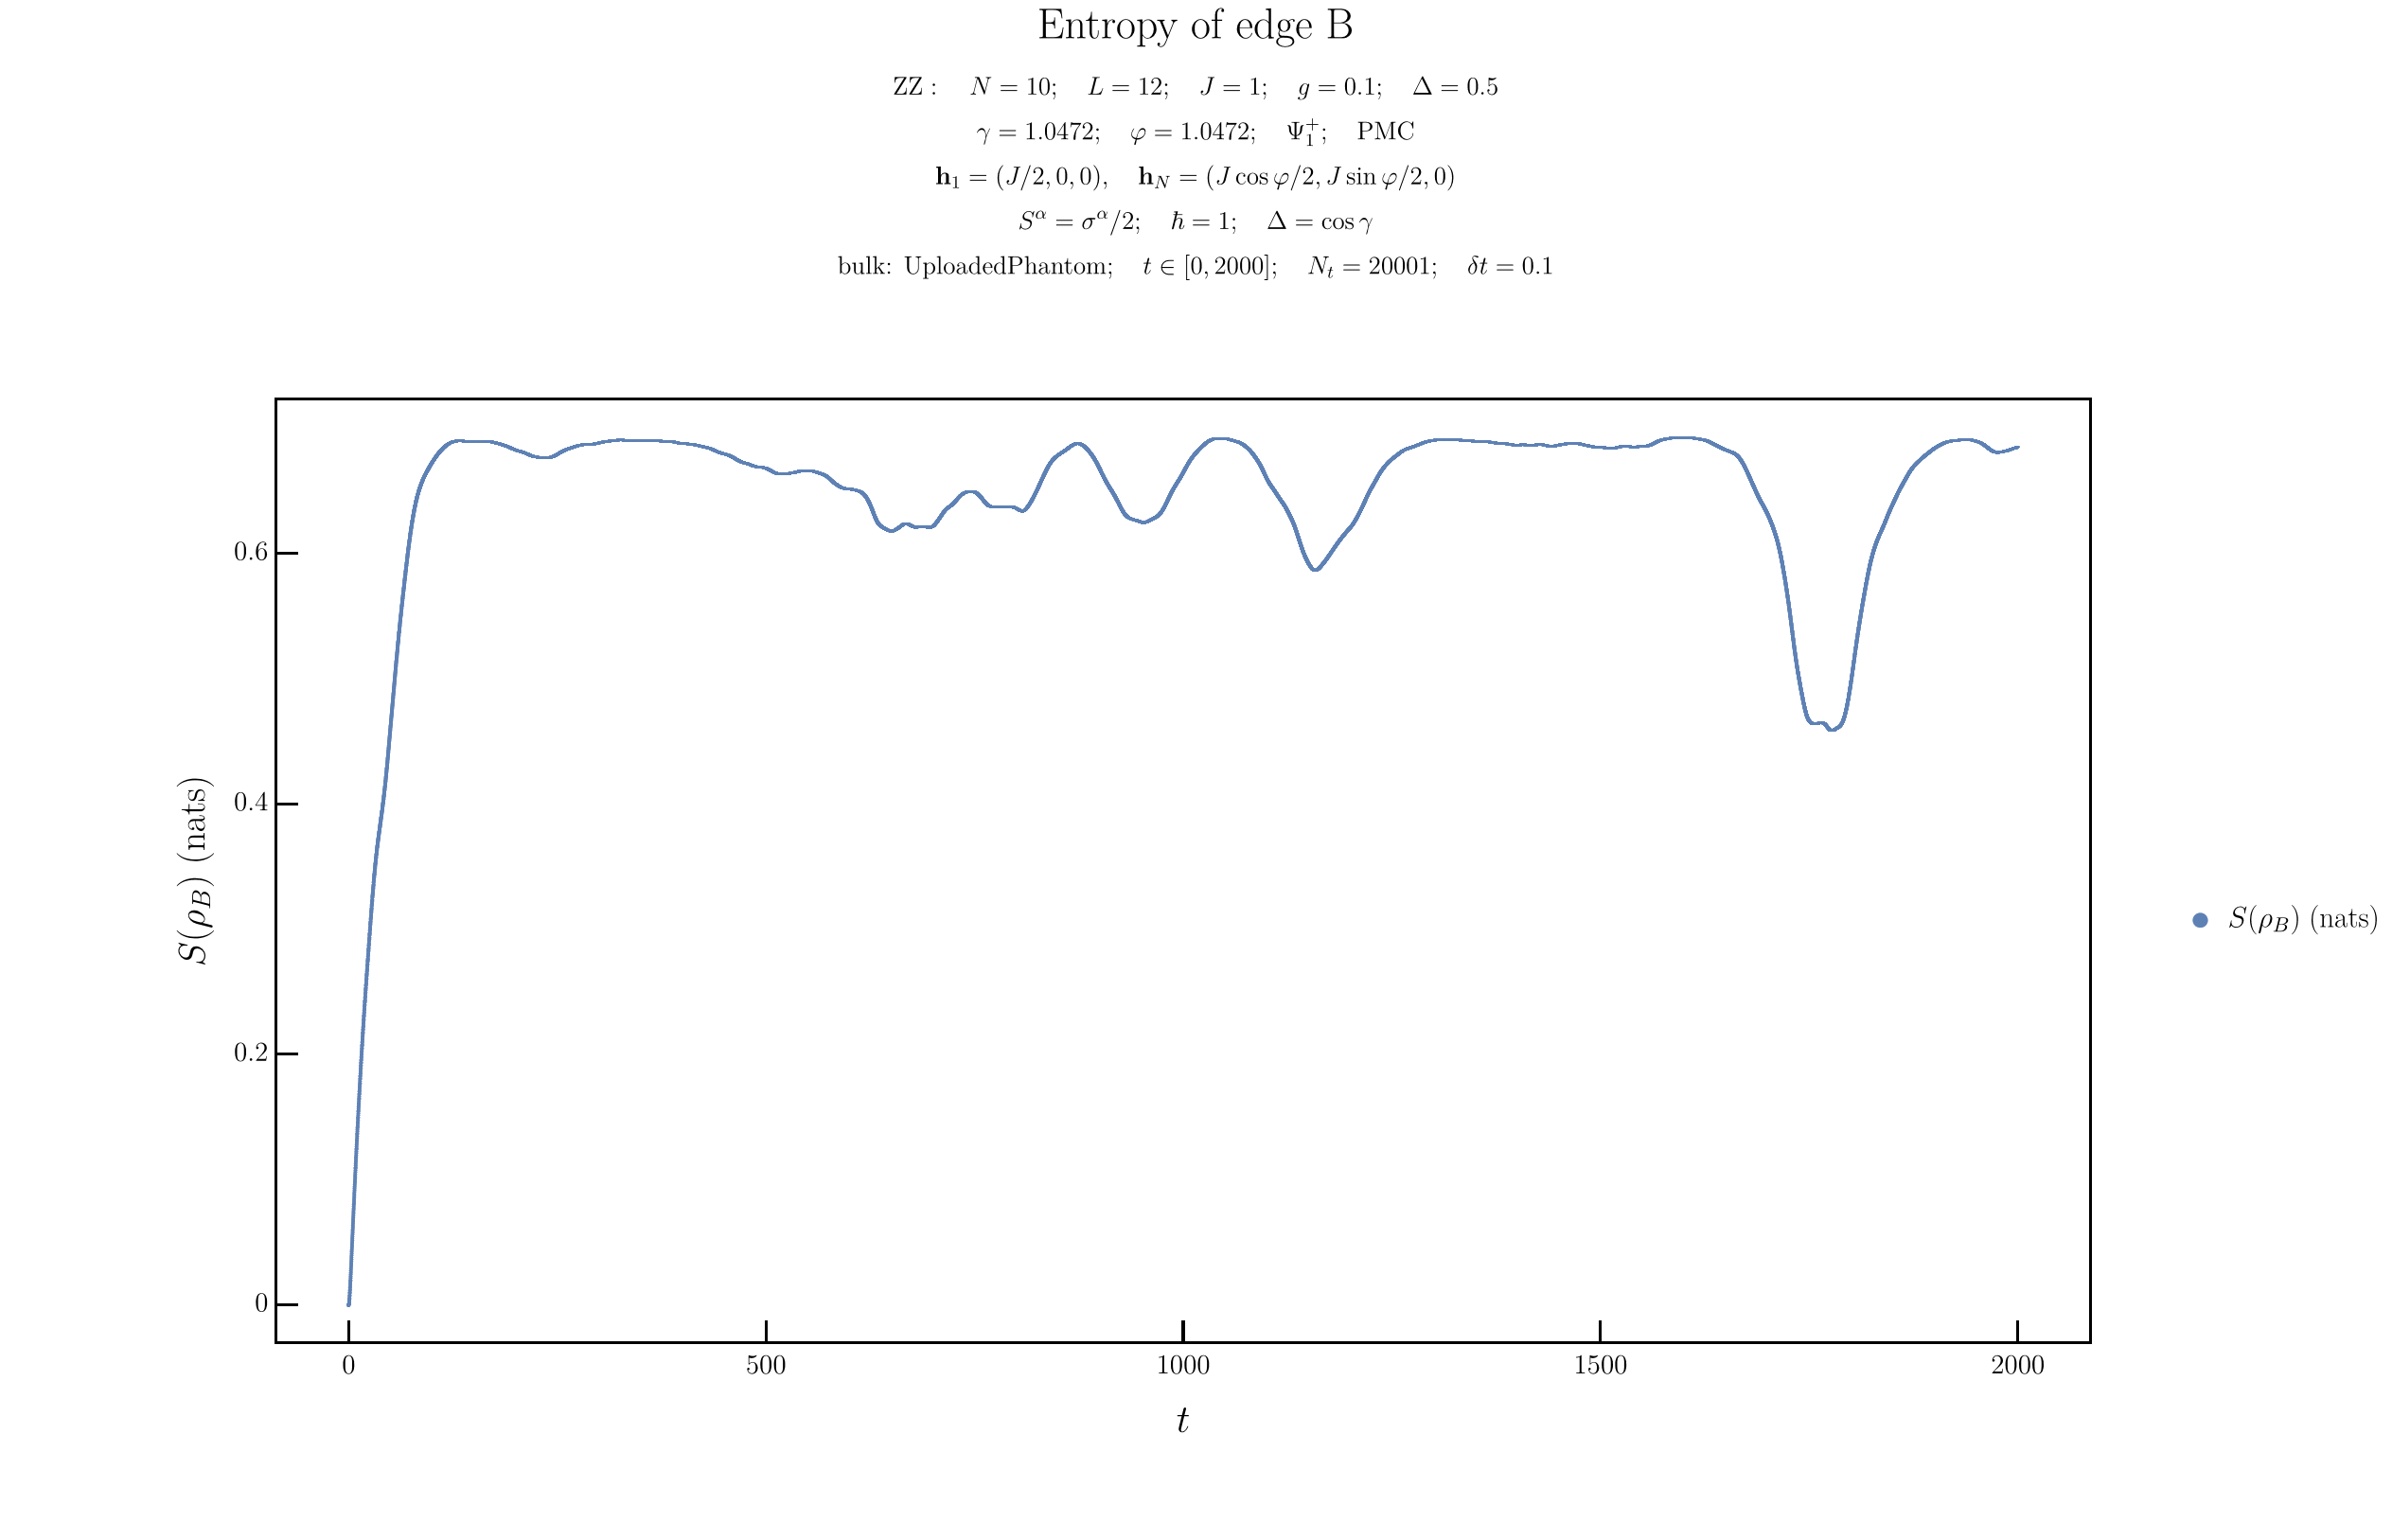 Entropy of edge B
ZZ : N = 10; L = 12; J = 1; g = 0.1; Δ = 0.5
γ = 1.0472; φ = 1.0472; Ψ₁⁺; PMC
𝐡₁ = (J/2, 0, 0), 𝐡_N = (J cos φ/2, J sin φ/2, 0)
S^α = σ^α/2; ħ = 1; Δ = cos γ
bulk: UploadedPhantom; t ∈ [0, 2000]; N_t = 20001; δt = 0.1
S(ρ_B) (nats)
0.6
0.4
0.2
0
0 500 1000 1500 2000
t
S(ρ_B) (nats)